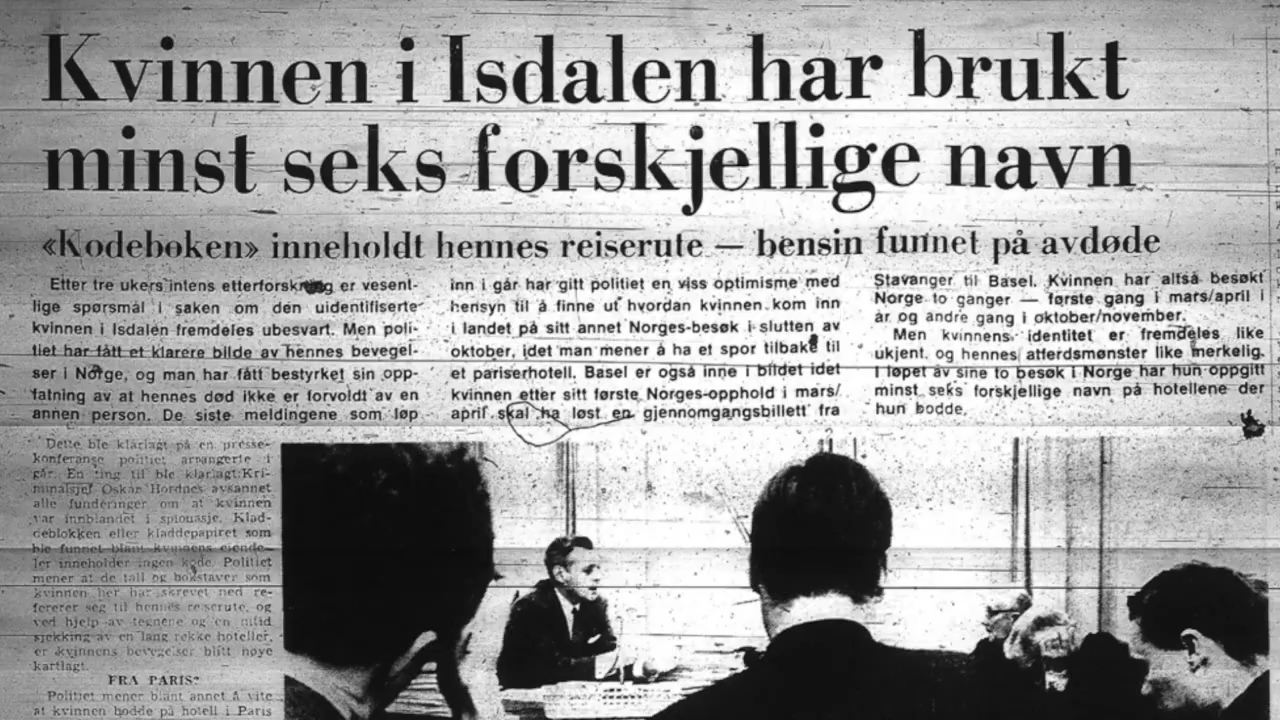 Kvinnen i Isdalen har brukt
minst seks forskjellige navn
«Kodeboken» inneholdt hennes reiserute — bensin funnet på avdøde
Etter tre ukers intens etterforskning er vesent-
lige spørsmål i saken om den uidentifiserte
kvinnen i Isdalen fremdeles ubesvart. Men poli-
tiet har fått et klarere bilde av hennes bevegel-
ser i Norge, og man har fått bestyrket sin opp-
fatning av at hennes død ikke er forvoldt av en
annen person. De siste meldingene som løp
inn i går har gitt politiet en viss optimisme med
hensyn til å finne ut hvordan kvinnen kom inn
i landet på sitt annet Norges-besøk i slutten av
oktober, idet man mener å ha et spor tilbake til
et pariserhotell. Basel er også inne i bildet idet
kvinnen etter sitt første Norges-opphold i mars/
april skal ha løst en gjennomgangsbillett fra
Stavanger til Basel. Kvinnen har altså besøkt
Norge to ganger — første gang i mars/april i
år og andre gang i oktober/november.
Men kvinnens identitet er fremdeles like
ukjent, og hennes atferdsmønster like merkelig.
I løpet av sine to besøk i Norge har hun oppgitt
minst seks forskjellige navn på hotellene der
hun bodde.
Dette ble klarlagt på en presse-
konferanse politiet arrangerte i
går. En ting til ble klarlagt: Kri-
minalsjef Oskar Hordnes avsannet
alle funderinger om at kvinnen
var innblandet i spionasje. Klad-
deblokken eller kladdepapiret som
ble funnet blant kvinnens eiende-
ler inneholder ingen kode. Politiet
mener at de tall og bokstaver som
kvinnen her har skrevet ned re-
fererer seg til hennes reiserute, og
ved hjelp av tegnene og en
sjekking av en lang rekke hoteller,
er kvinnens bevegelser blitt nøye
kartlagt.
FRA PARIS?
Politiet mener blant annet å vite
at kvinnen bodde på hotell i Paris